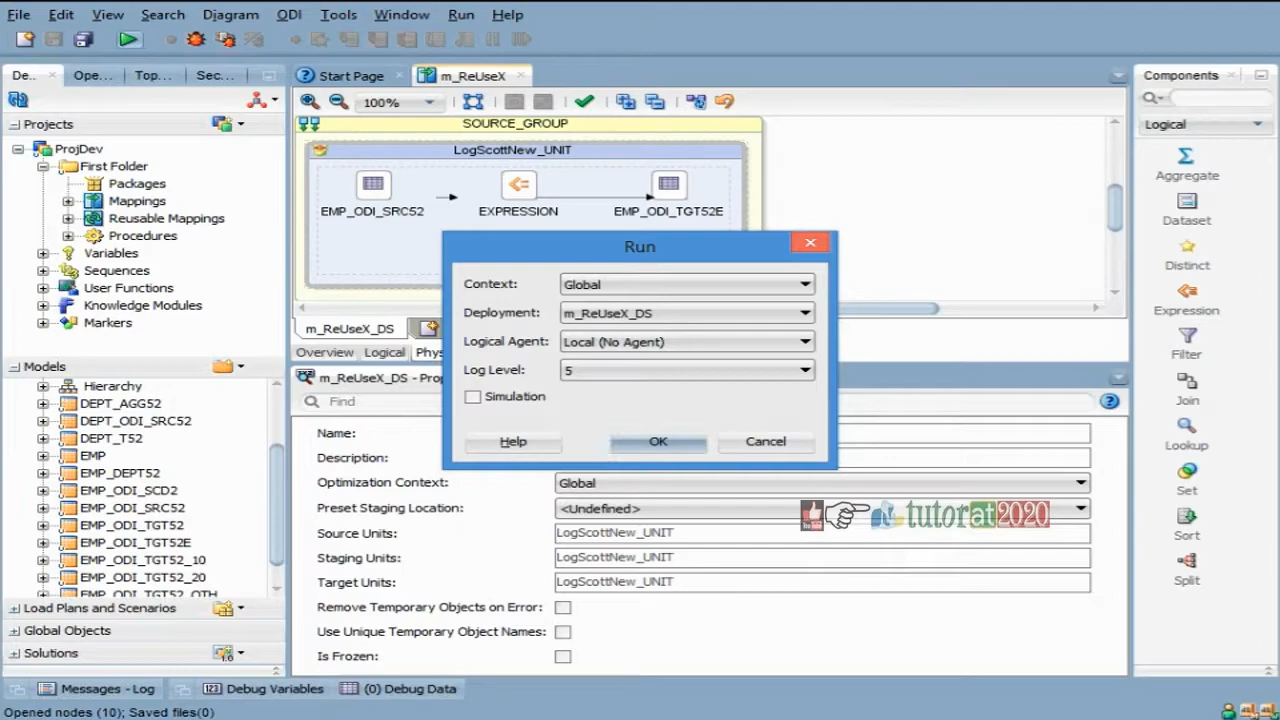 File Edit View Search Diagram ODI Tools Window Run Help
De... Ope... Top... Sec...
Start Page m_ReUseX
100%
Projects
ProjDev
First Folder
Packages
Mappings
Reusable Mappings
Procedures
Variables
Sequences
User Functions
Knowledge Modules
Markers
Models
Hierarchy
DEPT_AGG52
DEPT_ODI_SRC52
DEPT_T52
EMP
EMP_DEPT52
EMP_ODI_SCD2
EMP_ODI_SRC52
EMP_ODI_TGT52
EMP_ODI_TGT52E
EMP_ODI_TGT52_10
EMP_ODI_TGT52_20
EMP_ODI_TGT52_OTH
Load Plans and Scenarios
Global Objects
Solutions
SOURCE_GROUP
LogScottNew_UNIT
EMP_ODI_SRC52 EXPRESSION EMP_ODI_TGT52E
m_ReUseX_DS
Overview Logical Phys
Run
Context: Global
Deployment: m_ReUseX_DS
Logical Agent: Local (No Agent)
Log Level: 5
Simulation
Help OK Cancel
m_ReUseX_DS - Prop
Find
Name:
Description:
Optimization Context: Global
Preset Staging Location: <Undefined>
Source Units: LogScottNew_UNIT
Staging Units: LogScottNew_UNIT
Target Units: LogScottNew_UNIT
Remove Temporary Objects on Error:
Use Unique Temporary Object Names:
Is Frozen:
tutorat2020
Components
Logical
Aggregate
Dataset
Distinct
Expression
Filter
Join
Lookup
Set
Sort
Split
Messages - Log Debug Variables (0) Debug Data
Opened nodes (10); Saved files(0)